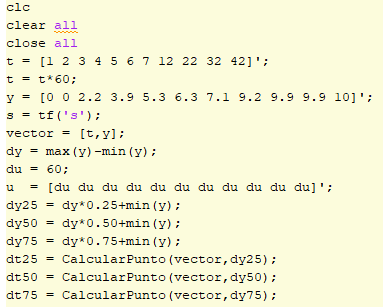 clc
clear all
close all
t = [1 2 3 4 5 6 7 12 22 32 42]';
t = t*60;
y = [0 0 2.2 3.9 5.3 6.3 7.1 9.2 9.9 9.9 10]';
s = tf('s');
vector = [t,y];
dy = max(y)-min(y);
du = 60;
u  = [du du du du du du du du du du du]';
dy25 = dy*0.25+min(y);
dy50 = dy*0.50+min(y);
dy75 = dy*0.75+min(y);
dt25 = CalcularPunto(vector,dy25);
dt50 = CalcularPunto(vector,dy50);
dt75 = CalcularPunto(vector,dy75);